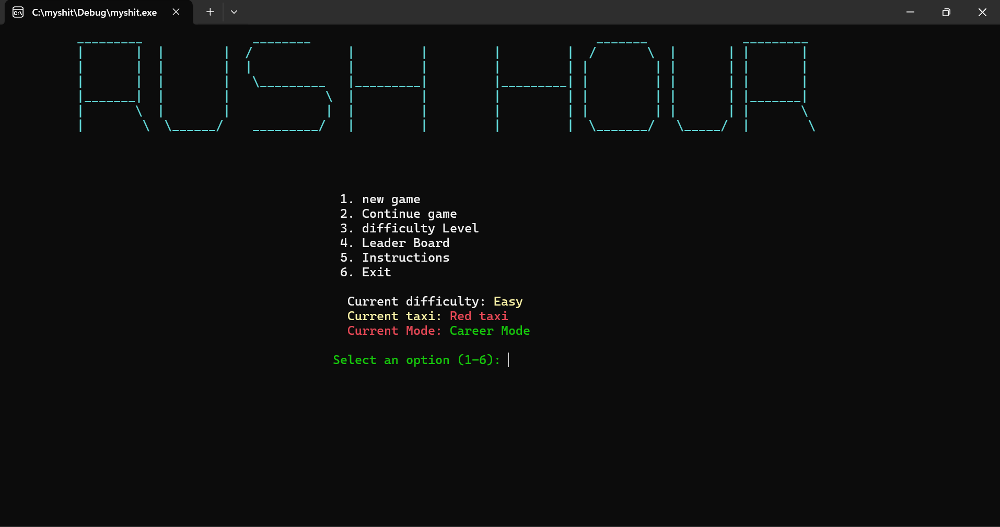 C:\myshit\Debug\myshit.exe
RUSH HOUR
1. new game
2. Continue game
3. difficulty Level
4. Leader Board
5. Instructions
6. Exit
Current difficulty: Easy
Current taxi: Red taxi
Current Mode: Career Mode
Select an option (1-6):